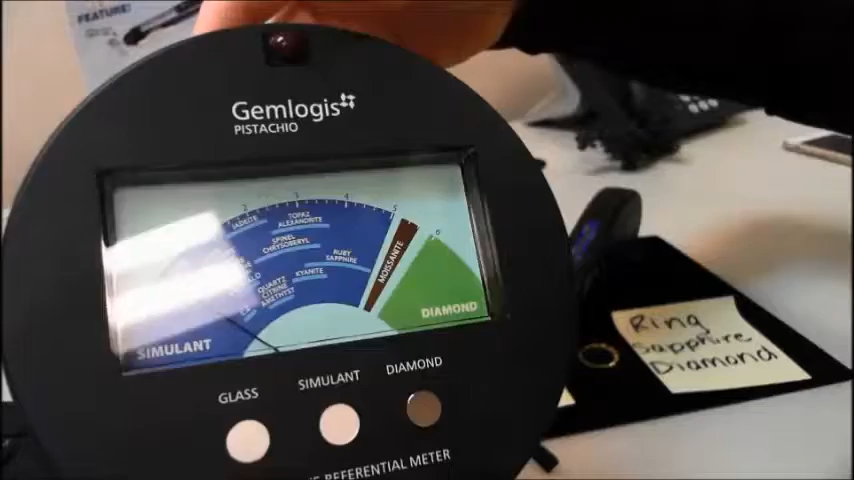 FEATURE!
Gemlogis
PISTACHIO
2 3 4 5 6
JADEITE
TOPAZ
ALEXANDRITE
SPINEL
CHRYSOBERYL
RUBY
SAPPHIRE
KYANITE
QUARTZ
CITRINE
AMETHYST
MOISSANITE
SIMULANT
DIAMOND
GLASS
SIMULANT
DIAMOND
REFERENTIAL METER
Ring
Sapphire
Diamond